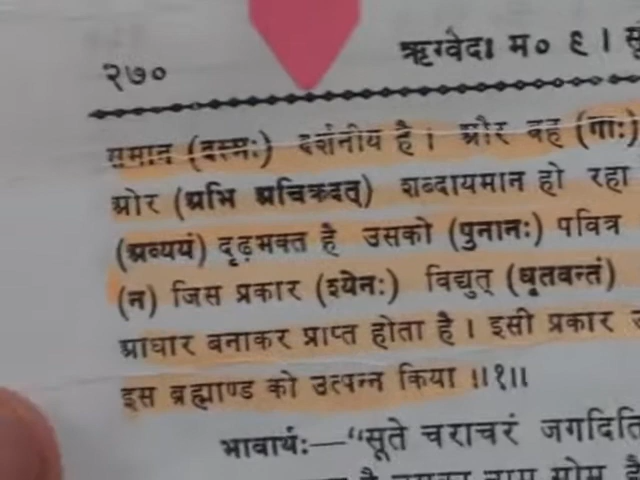 २७० ऋग्वेदः म० ६ ।
समान (दस्मः) दर्शनीय है । और वह (गाः)
ओर (अभि अचिक्रदत्) शब्दायमान हो रहा
(अव्ययं) दृढ़भक्त है उसको (पुनानः) पवित्र
(न) जिस प्रकार (श्येनः) विद्युत् (घृतवन्तं)
आधार बनाकर प्राप्त होता है । इसी प्रकार
इस ब्रह्माण्ड को उत्पन्न किया ॥१॥
भावार्थः—“सूते चराचरं जगदिति